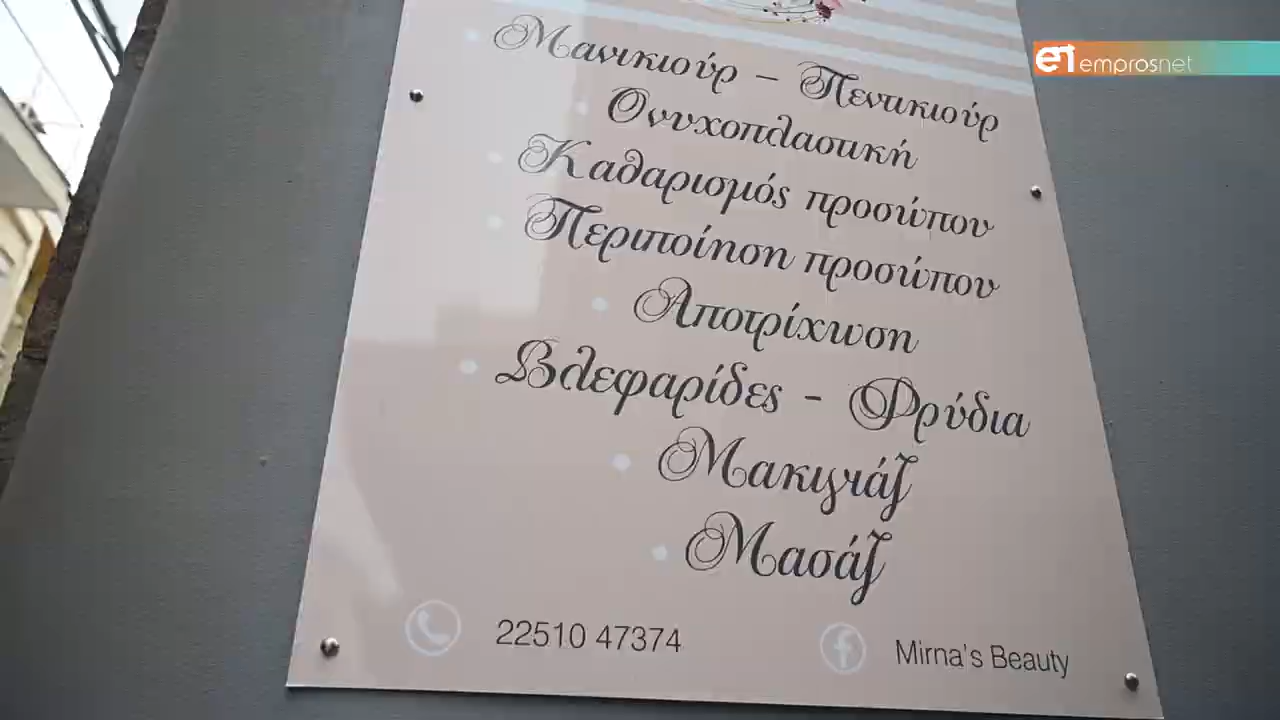 emprosnet
Μανικιούρ - Πεντικιούρ
Ονυχοπλαστική
Καθαρισμός προσώπου
Περιποίηση προσώπου
Αποτρίχωση
Βλεφαρίδες - Φρύδια
Μακιγιάζ
Μασάζ
22510 47374
Mirna's Beauty